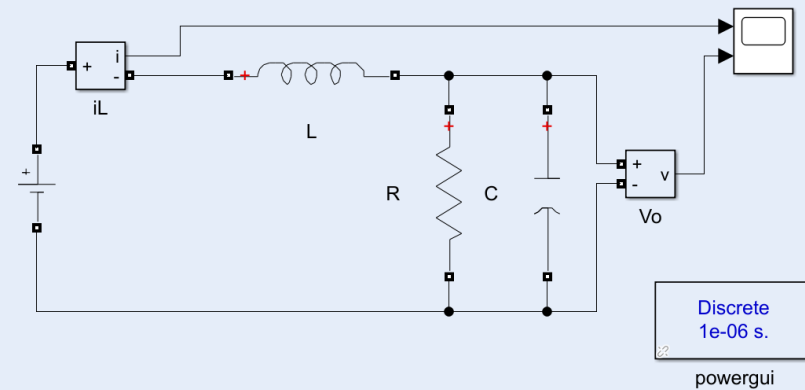 i
+
-
iL
+
L
+
R
+
C
+
+
-
v
Vo
Discrete
1e-06 s.
powergui